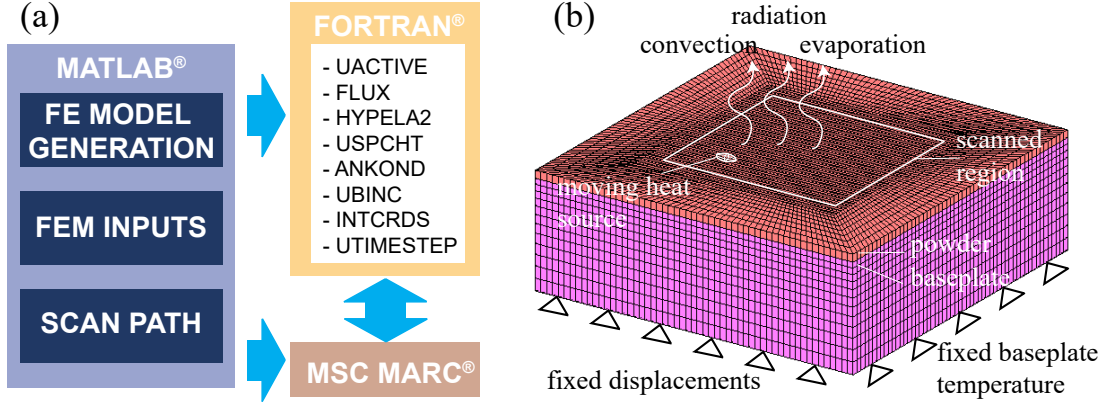 (a)
MATLAB®
FE MODEL
GENERATION
FEM INPUTS
SCAN PATH
FORTRAN®
- UACTIVE
- FLUX
- HYPELA2
- USPCHT
- ANKOND
- UBINC
- INTCRDS
- UTIMESTEP
MSC MARC®
(b)
radiation
convection
evaporation
scanned
region
moving heat
source
powder
baseplate
fixed displacements
fixed baseplate
temperature